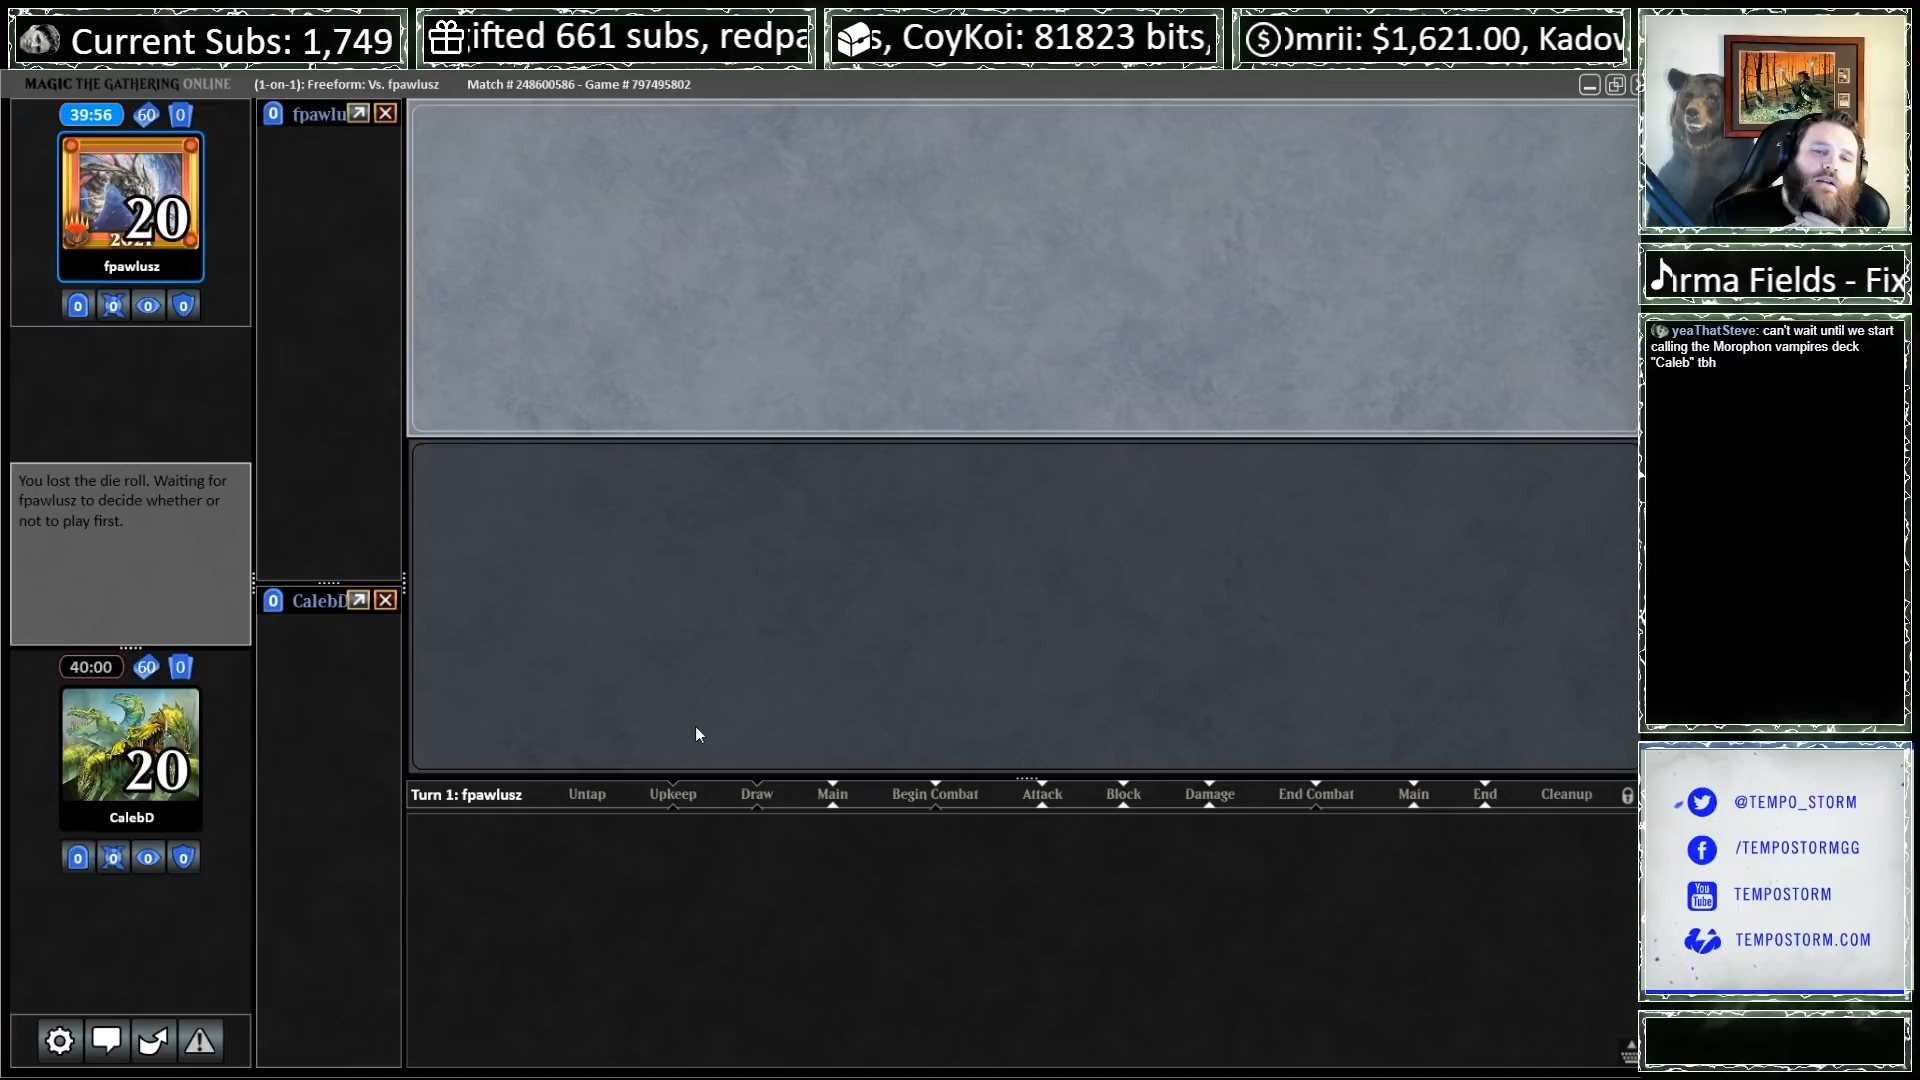 Current Subs: 1,749
ifted 661 subs, redpa
s, CoyKoi: 81823 bits,
Omrii: $1,621.00, Kadov
MAGIC THE GATHERING ONLINE
(1-on-1): Freeform: Vs. fpawlusz
Match # 248600586 - Game # 797495802
39:56
60
0
0
fpawlu
20
2021
fpawlusz
0
0
0
0
You lost the die roll. Waiting for
fpawlusz to decide whether or
not to play first.
0
CalebD
40:00
60
0
20
CalebD
0
0
0
0
Turn 1: fpawlusz
Untap
Upkeep
Draw
Main
Begin Combat
Attack
Block
Damage
End Combat
Main
End
Cleanup
rma Fields - Fix
yeaThatSteve: can't wait until we start
calling the Morophon vampires deck
"Caleb" tbh
@TEMPO_STORM
/TEMPOSTORMGG
You
Tube
TEMPOSTORM
TEMPOSTORM.COM